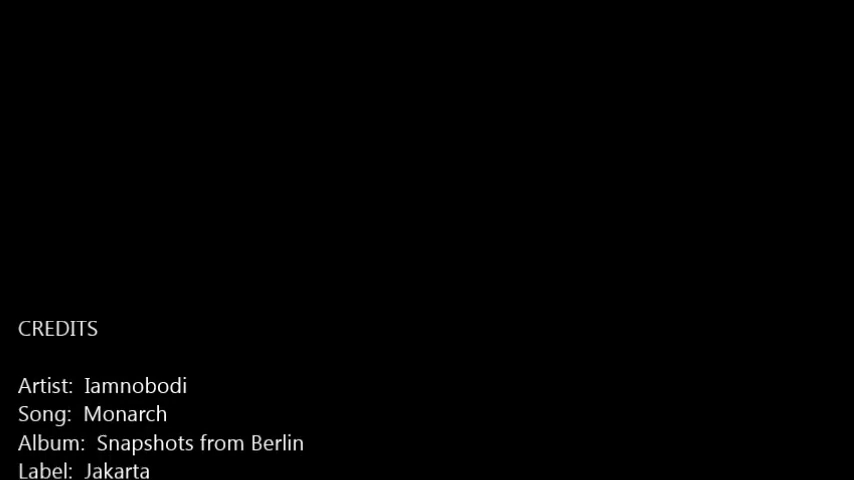 CREDITS
Artist:  Iamnobodi
Song:  Monarch
Album:  Snapshots from Berlin
Label:  Jakarta